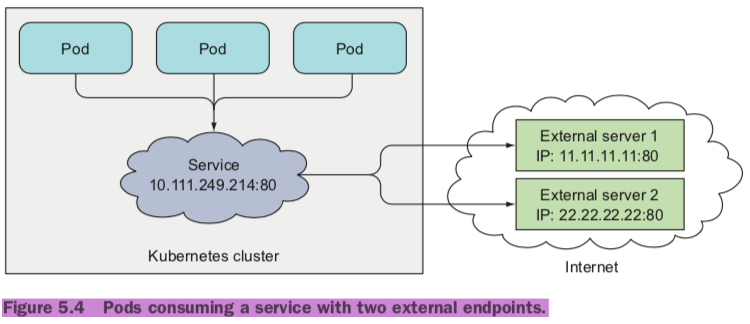 Pod
Pod
Pod
Service
10.111.249.214:80
Kubernetes cluster
External server 1
IP: 11.11.11.11:80
External server 2
IP: 22.22.22.22:80
Internet
Figure 5.4 Pods consuming a service with two external endpoints.